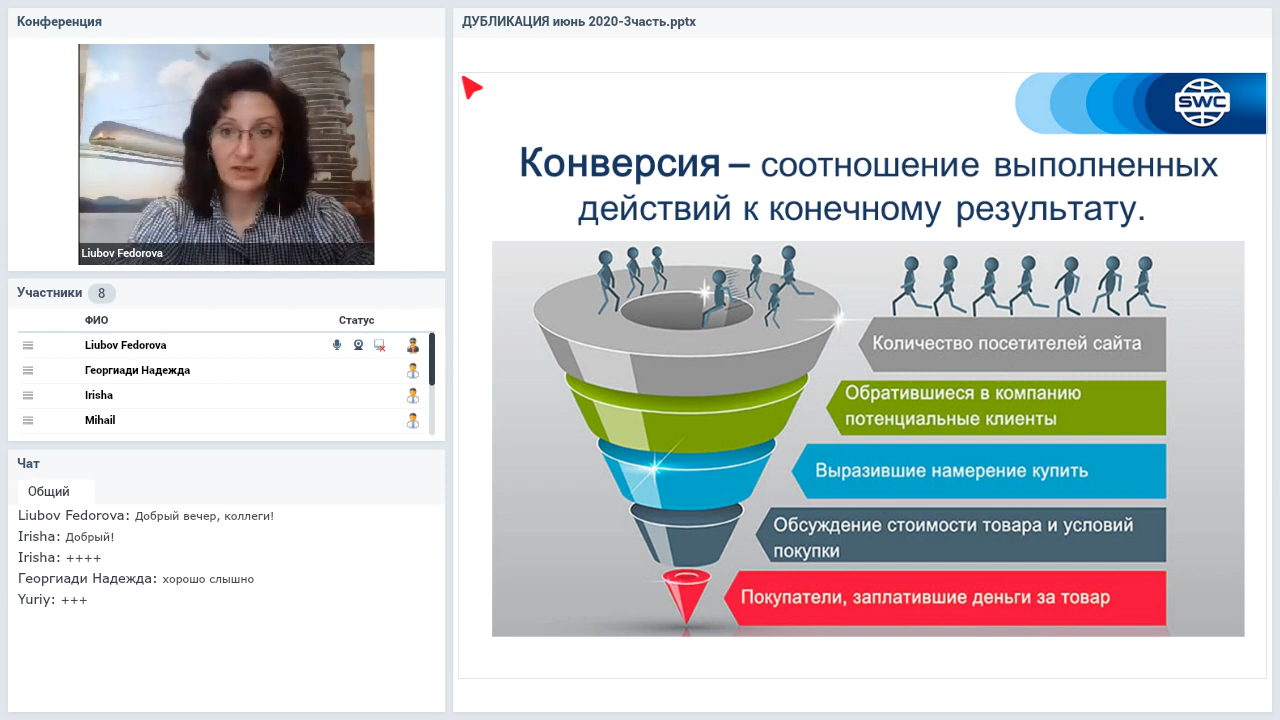 Конференция
Liubov Fedorova
Участники 8
ФИО Статус
Liubov Fedorova
Георгиади Надежда
Irisha
Mihail
Чат
Общий
Liubov Fedorova: Добрый вечер, коллеги!
Irisha: Добрый!
Irisha: ++++
Георгиади Надежда: хорошо слышно
Yuriy: +++
ДУБЛИКАЦИЯ июнь 2020-3часть.pptx
SWC
Конверсия – соотношение выполненных
действий к конечному результату.
Количество посетителей сайта
Обратившиеся в компанию
потенциальные клиенты
Выразившие намерение купить
Обсуждение стоимости товара и условий
покупки
Покупатели, заплатившие деньги за товар